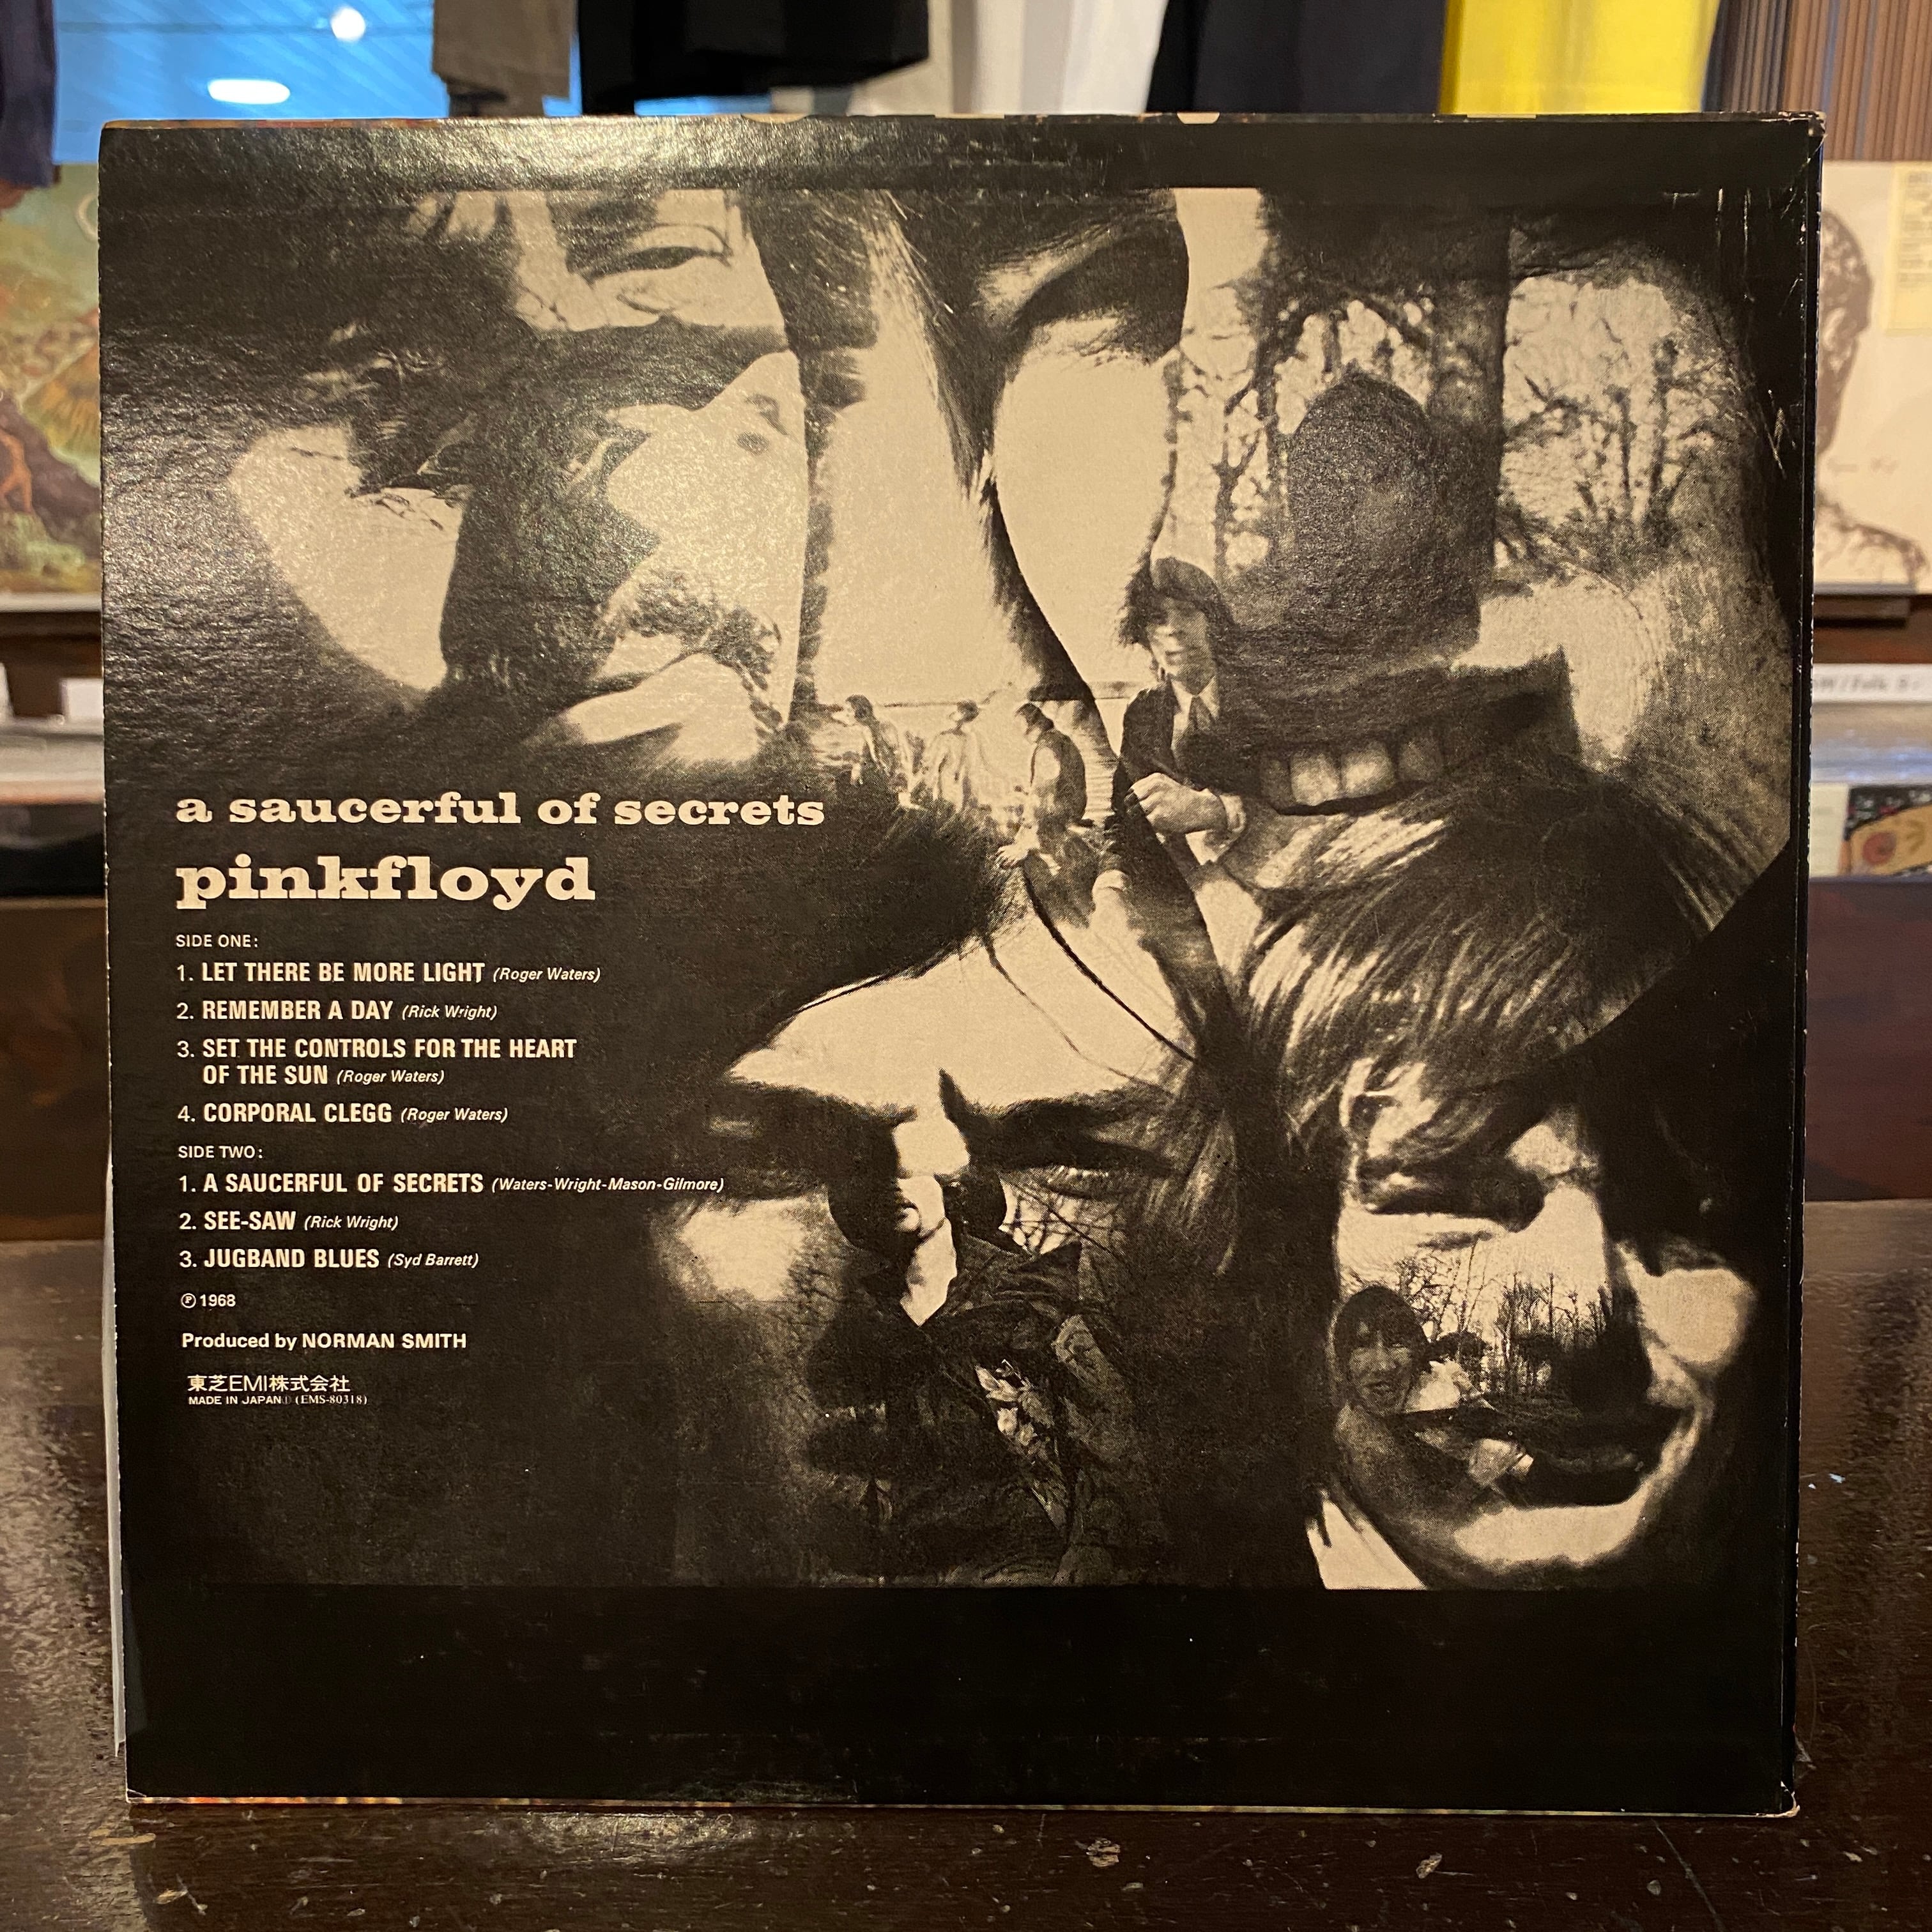 a saucerful of secrets
pinkfloyd
SIDE ONE:
1. LET THERE BE MORE LIGHT (Roger Waters)
2. REMEMBER A DAY (Rick Wright)
3. SET THE CONTROLS FOR THE HEART
OF THE SUN (Roger Waters)
4. CORPORAL CLEGG (Roger Waters)
SIDE TWO:
1. A SAUCERFUL OF SECRETS (Waters-Wright-Mason-Gilmore)
2. SEE-SAW (Rick Wright)
3. JUGBAND BLUES (Syd Barrett)
℗ 1968
Produced by NORMAN SMITH
東芝EMI株式会社
MADE IN JAPAN (EMS-80318)